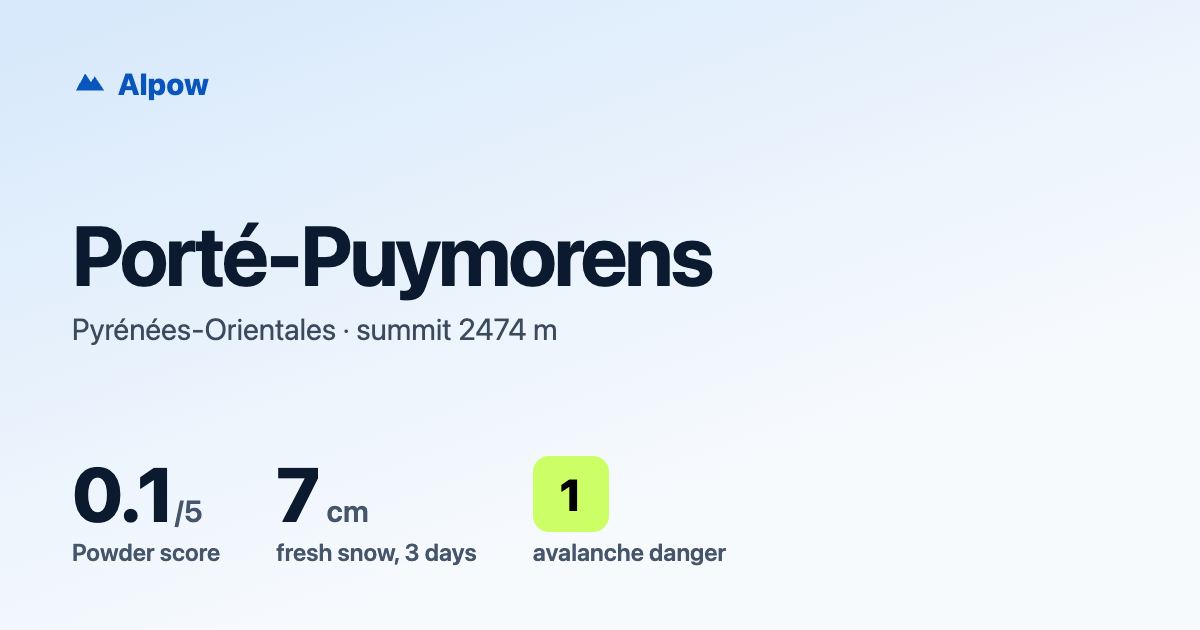 Alpow
Porté-Puymorens
Pyrénées-Orientales · summit 2474 m
0.1/5
Powder score
7 cm
fresh snow, 3 days
1
avalanche danger